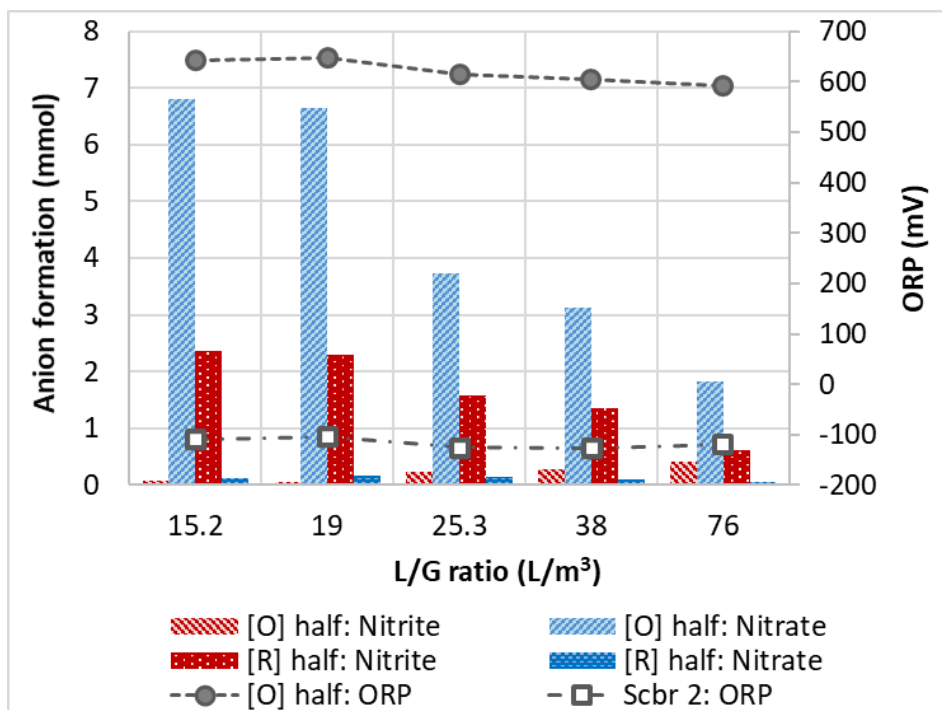 Anion formation (mmol)
8
7
6
5
4
3
2
1
0
700
600
500
400
300
200
100
0
-100
-200
ORP (mV)
15.2 19 25.3 38 76
L/G ratio (L/m³)
[O] half: Nitrite [O] half: Nitrate
[R] half: Nitrite [R] half: Nitrate
[O] half: ORP Scbr 2: ORP